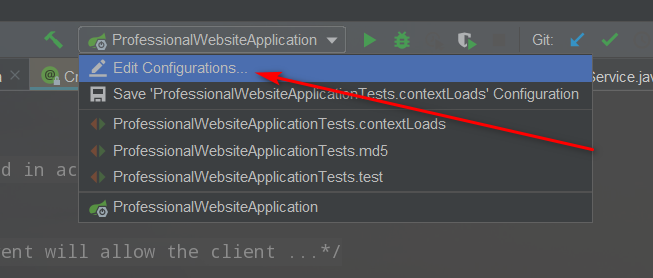 ProfessionalWebsiteApplication
Git:
Cr
Service.java
Edit Configurations...
Save 'ProfessionalWebsiteApplicationTests.contextLoads' Configuration
ProfessionalWebsiteApplicationTests.contextLoads
ProfessionalWebsiteApplicationTests.md5
d in ac
ProfessionalWebsiteApplicationTests.test
ProfessionalWebsiteApplication
ent will allow the client ...*/